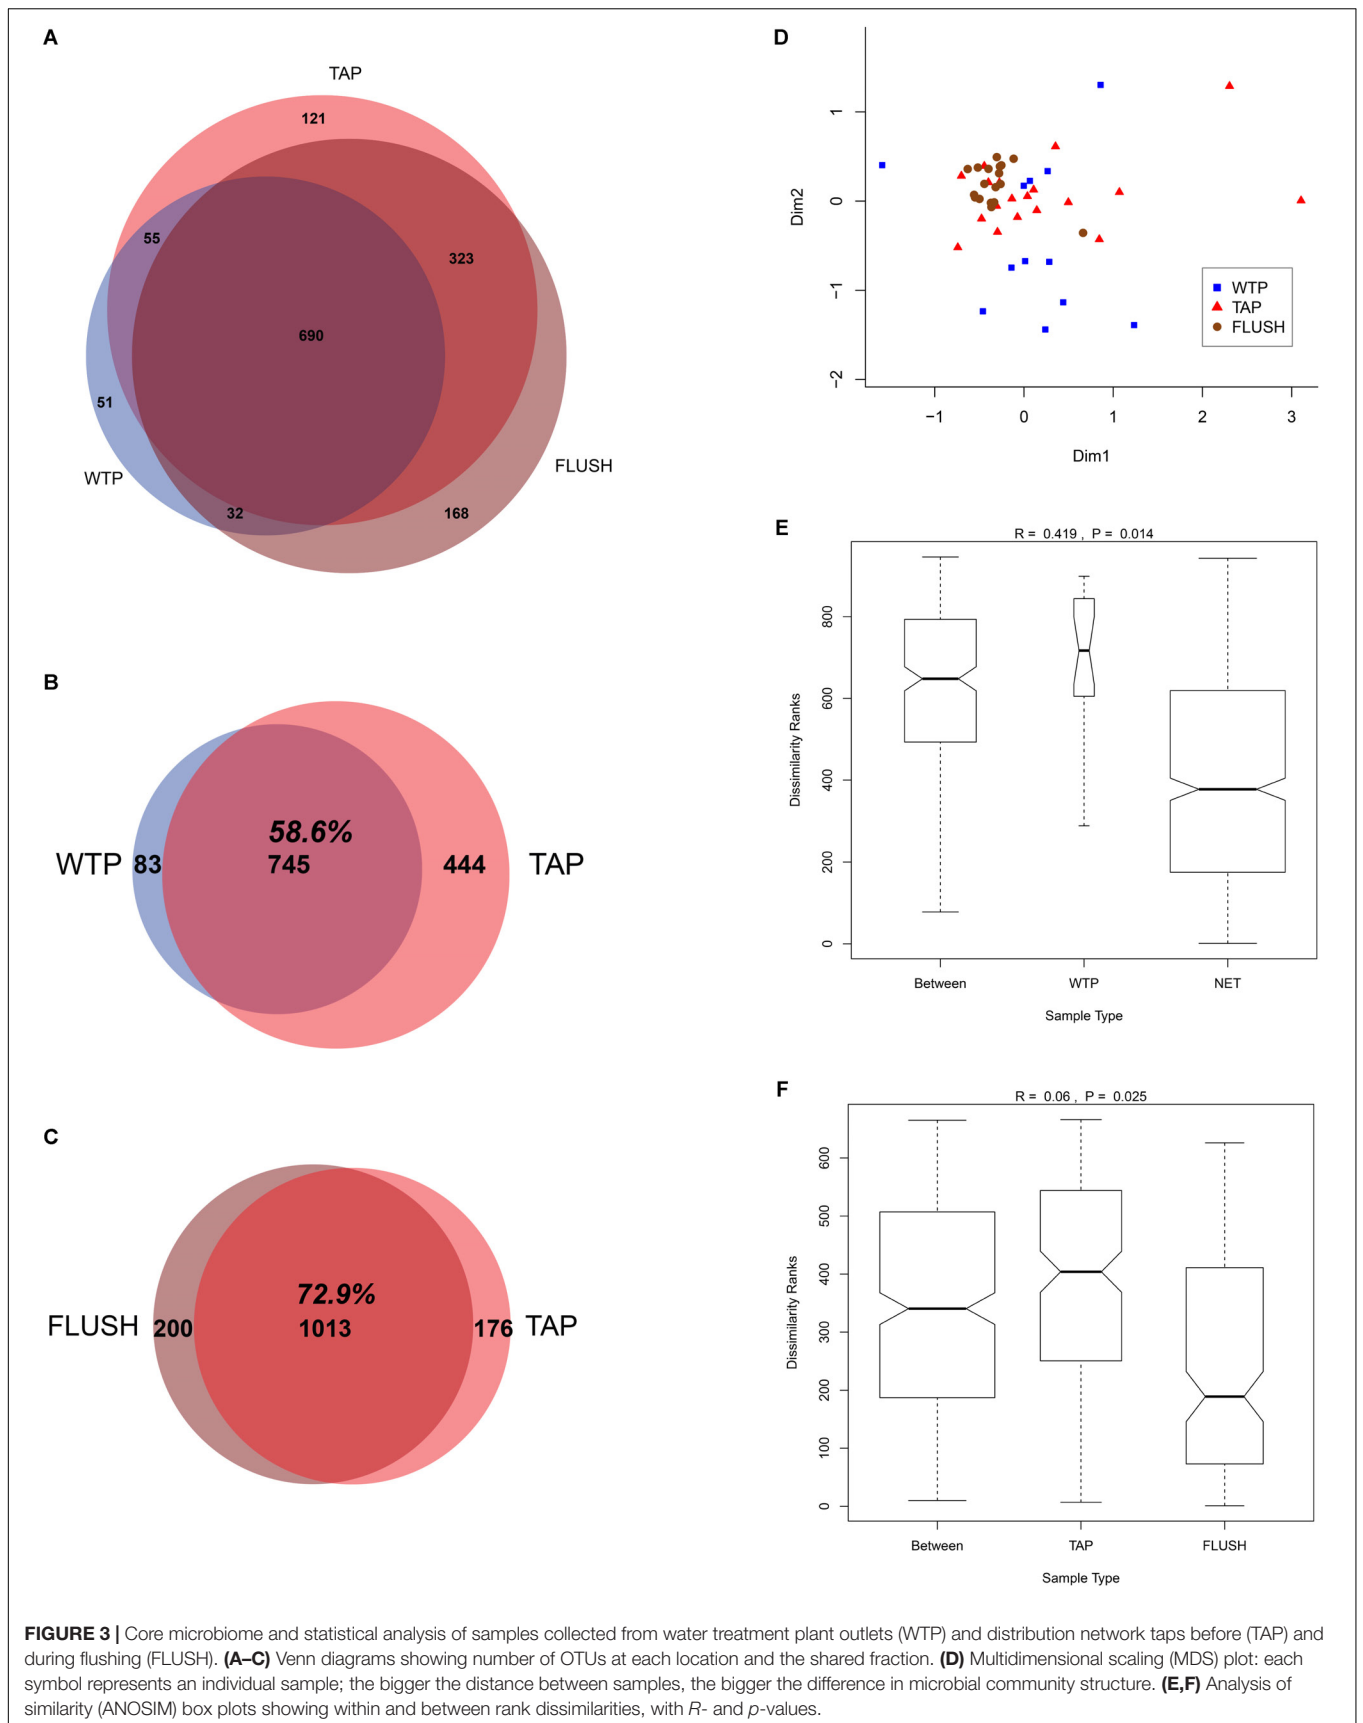 A
TAP
121
55
323
690
51
WTP
FLUSH
32
168
B
58.6%
WTP 83 745 444 TAP
C
72.9%
FLUSH 200 1013 176 TAP
D
Dim2
1
0
−1
−2
WTP
TAP
FLUSH
−1 0 1 2 3
Dim1
E
R = 0.419 , P = 0.014
Dissimilarity Ranks
800
600
400
200
0
Between WTP NET
Sample Type
F
R = 0.06 , P = 0.025
Dissimilarity Ranks
600
500
400
300
200
100
0
Between TAP FLUSH
Sample Type
FIGURE 3 | Core microbiome and statistical analysis of samples collected from water treatment plant outlets (WTP) and distribution network taps before (TAP) and
during flushing (FLUSH). (A–C) Venn diagrams showing number of OTUs at each location and the shared fraction. (D) Multidimensional scaling (MDS) plot: each
symbol represents an individual sample; the bigger the distance between samples, the bigger the difference in microbial community structure. (E,F) Analysis of
similarity (ANOSIM) box plots showing within and between rank dissimilarities, with R- and p-values.